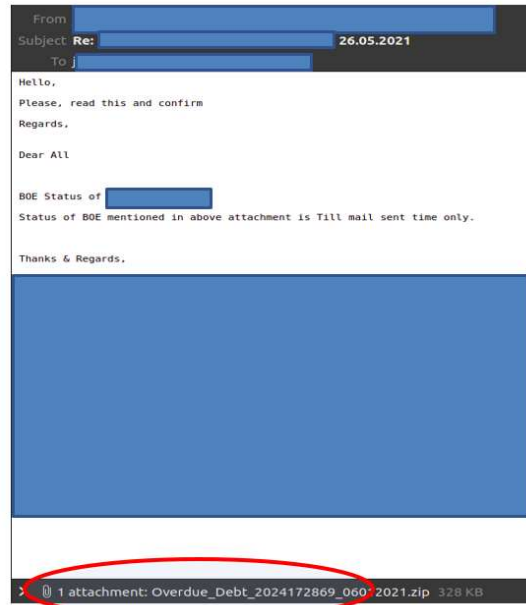 From
Subject Re: 26.05.2021
To j
Hello,
Please, read this and confirm
Regards,
Dear All
BOE Status of
Status of BOE mentioned in above attachment is Till mail sent time only.
Thanks & Regards,
1 attachment: Overdue_Debt_2024172869_06012021.zip 328 KB